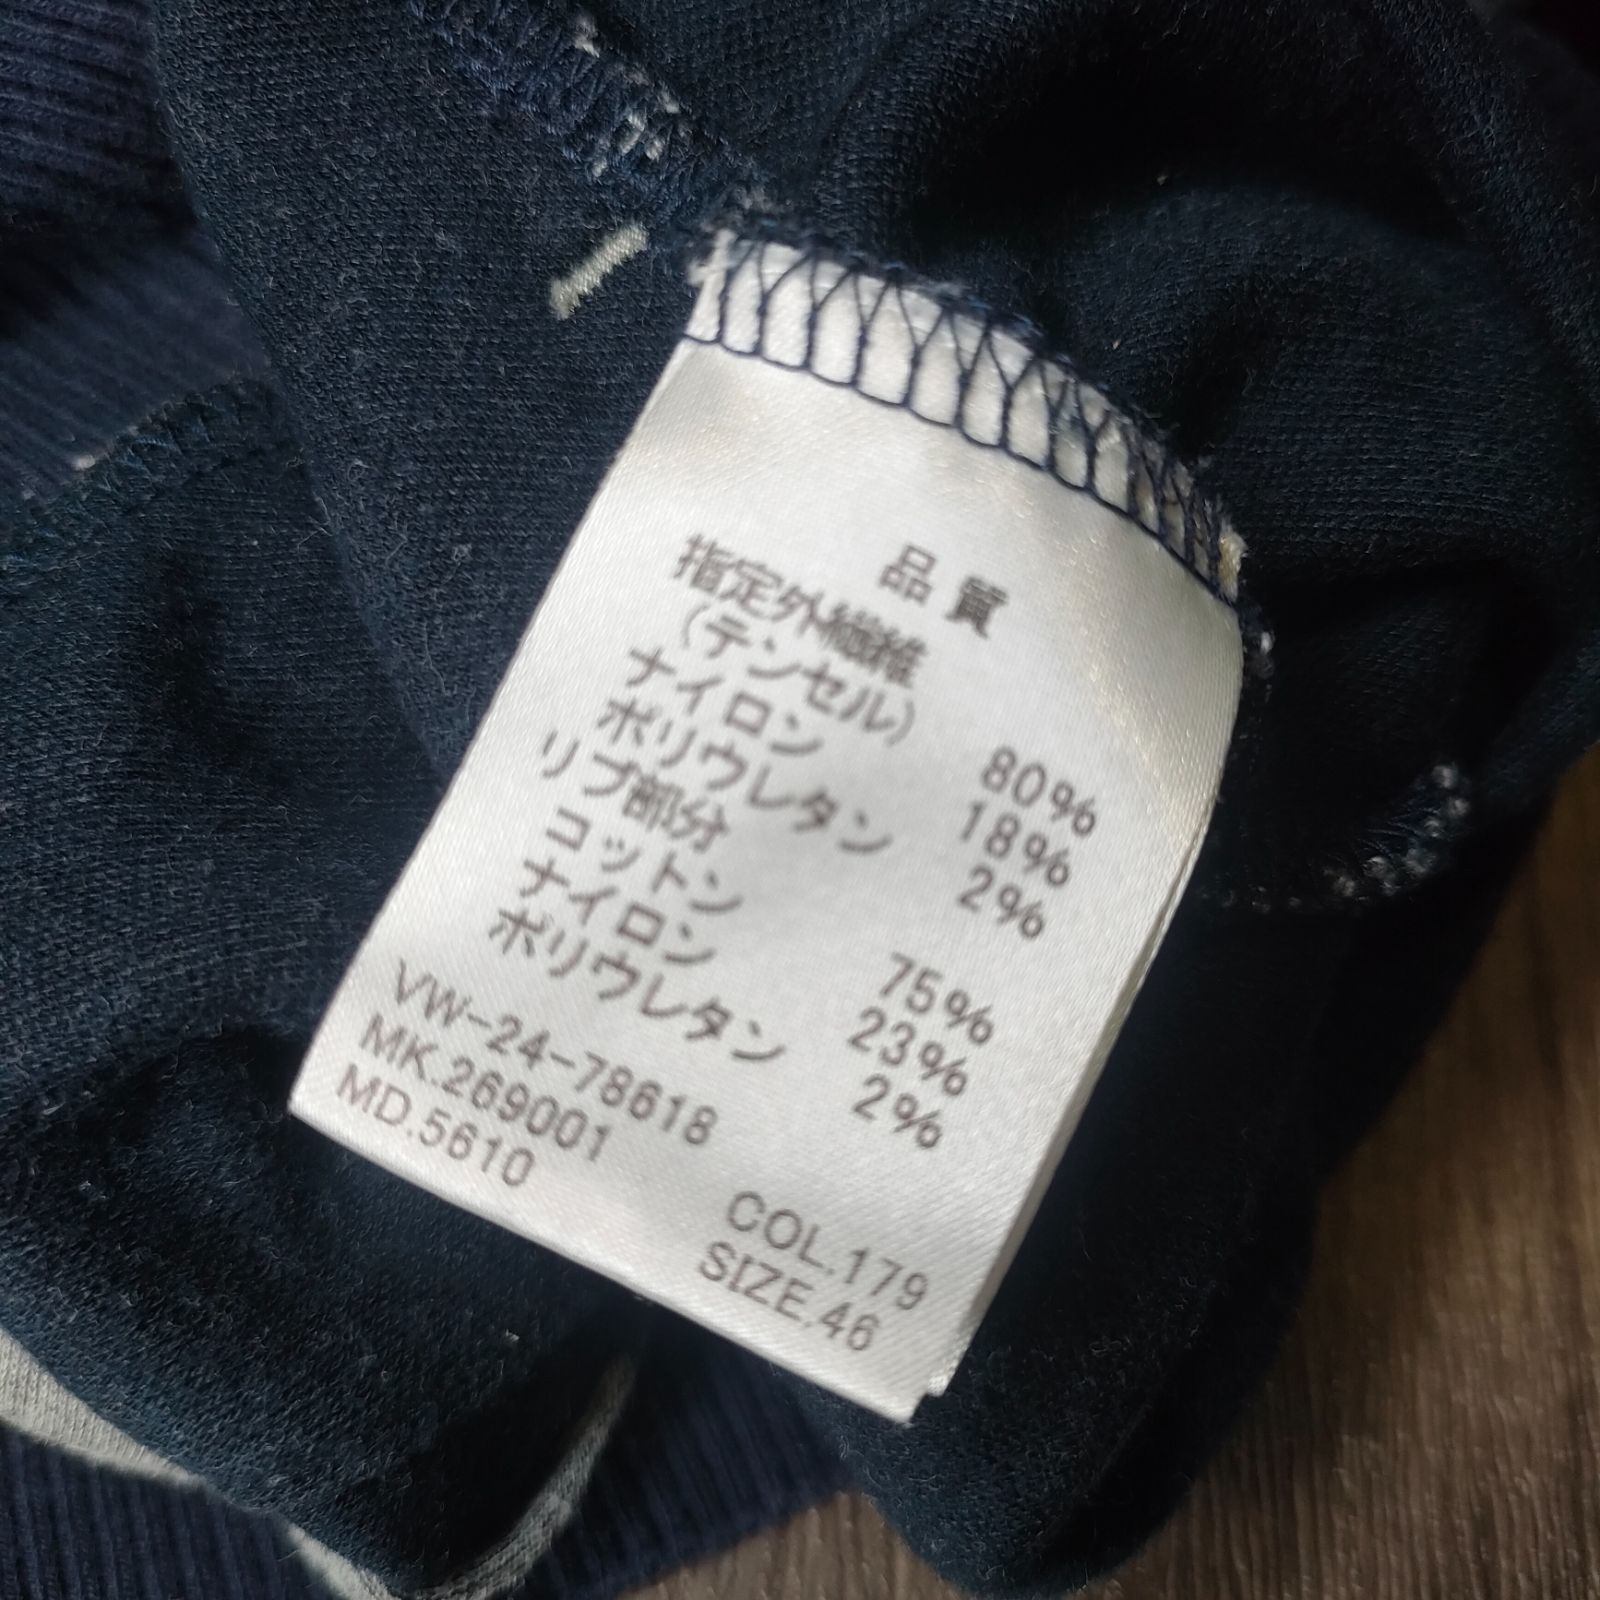 品質
指定外繊維
(テンセル) 80%
ナイロン 18%
ポリウレタン 2%
リブ部分
コットン 75%
ナイロン 23%
ポリウレタン 2%
VW-24-78618
MK.269001
MD.5610
COL.179
SIZE.46